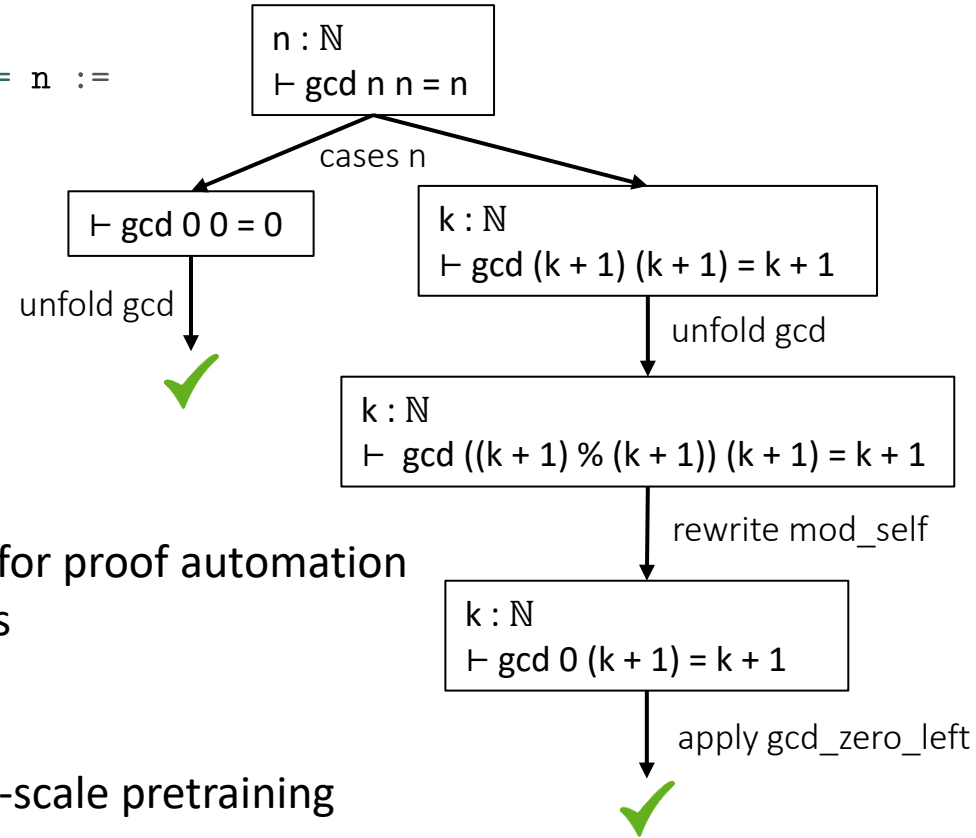 = n :=
n : ℕ
⊢ gcd n n = n
cases n
⊢ gcd 0 0 = 0
k : ℕ
⊢ gcd (k + 1) (k + 1) = k + 1
unfold gcd
unfold gcd
k : ℕ
⊢ gcd ((k + 1) % (k + 1)) (k + 1) = k + 1
rewrite mod_self
for proof automation
s
k : ℕ
⊢ gcd 0 (k + 1) = k + 1
apply gcd_zero_left
-scale pretraining